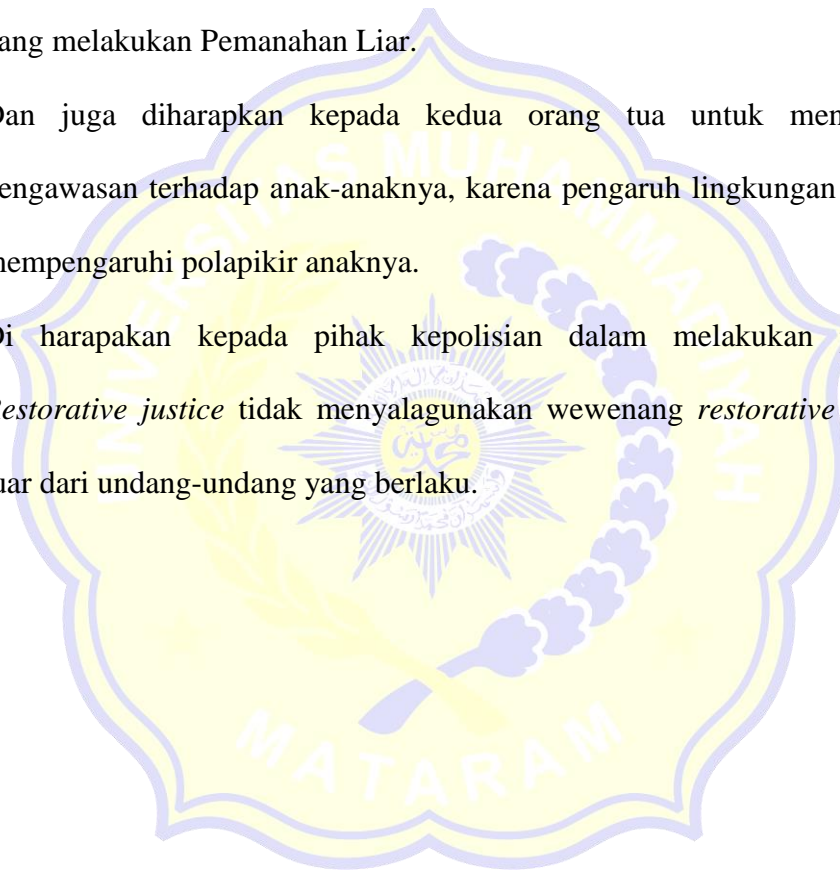 ang melakukan Pemanahan Liar.
Dan juga diharapkan kepada kedua orang tua untuk men
engawasan terhadap anak-anaknya, karena pengaruh lingkungan
mempengaruhi polapikir anaknya.
Di harapakan kepada pihak kepolisian dalam melakukan
Restorative justice tidak menyalagunakan wewenang restorative
uar dari undang-undang yang berlaku.
UNIVERSITAS MUHAMMADIYAH
MATARAM